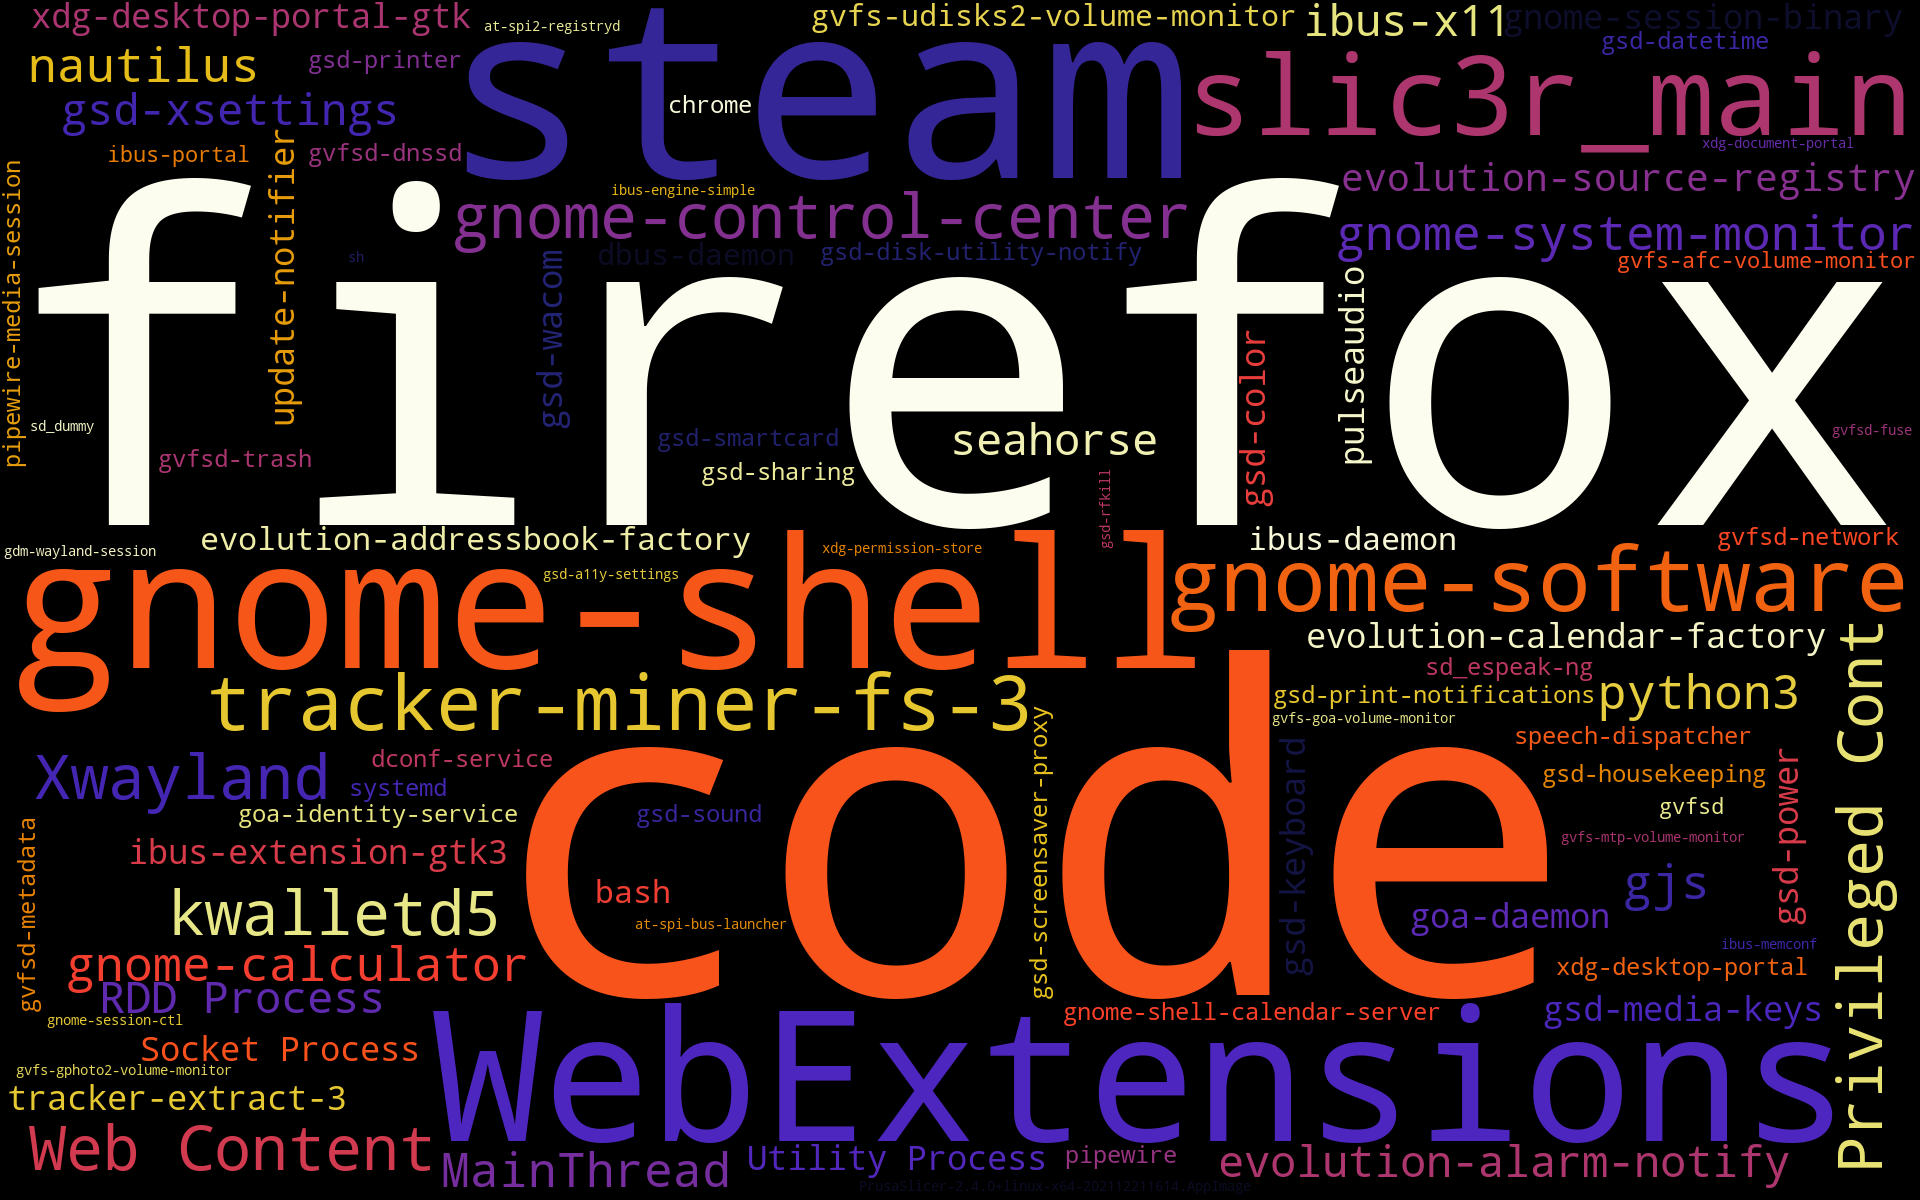 xdg-desktop-portal-gtk
at-spi2-registryd
steam
gvfs-udisks2-volume-monitor
ibus-x11
gnome-session-binary
gsd-datetime
nautilus
gsd-printer
gsd-xsettings
chrome
slic3r_main
xdg-document-portal
ibus-portal
gvfsd-dnssd
update-notifier
pipewire-media-session
ibus-engine-simple
gnome-control-center
evolution-source-registry
gnome-system-monitor
gvfs-afc-volume-monitor
sh
dbus-daemon
gsd-disk-utility-notify
gsd-wacom
firefox
gsd-color
pulseaudio
sd_dummy
gvfsd-trash
gsd-smartcard
gsd-sharing
seahorse
gvfsd-fuse
gsd-rfkill
gdm-wayland-session
evolution-addressbook-factory
xdg-permission-store
ibus-daemon
gvfsd-network
gsd-a11y-settings
gnome-shell
gnome-software
evolution-calendar-factory
sd_espeak-ng
tracker-miner-fs-3
gsd-print-notifications
python3
gvfs-goa-volume-monitor
speech-dispatcher
Xwayland
dconf-service
systemd
goa-identity-service
gsd-sound
code
gsd-screensaver-proxy
gsd-keyboard
gsd-housekeeping
gvfsd
gsd-power
gvfs-mtp-volume-monitor
Privileged Cont
gvfsd-metadata
ibus-extension-gtk3
kwalletd5
bash
at-spi-bus-launcher
gjs
goa-daemon
ibus-memconf
xdg-desktop-portal
gnome-calculator
RDD Process
gnome-session-ctl
gnome-shell-calendar-server
gsd-media-keys
Socket Process
gvfs-gphoto2-volume-monitor
tracker-extract-3
WebExtensions
Web Content
MainThread
Utility Process
pipewire
evolution-alarm-notify
PrusaSlicer-2.4.0+linux-x64-202112211614.AppImage